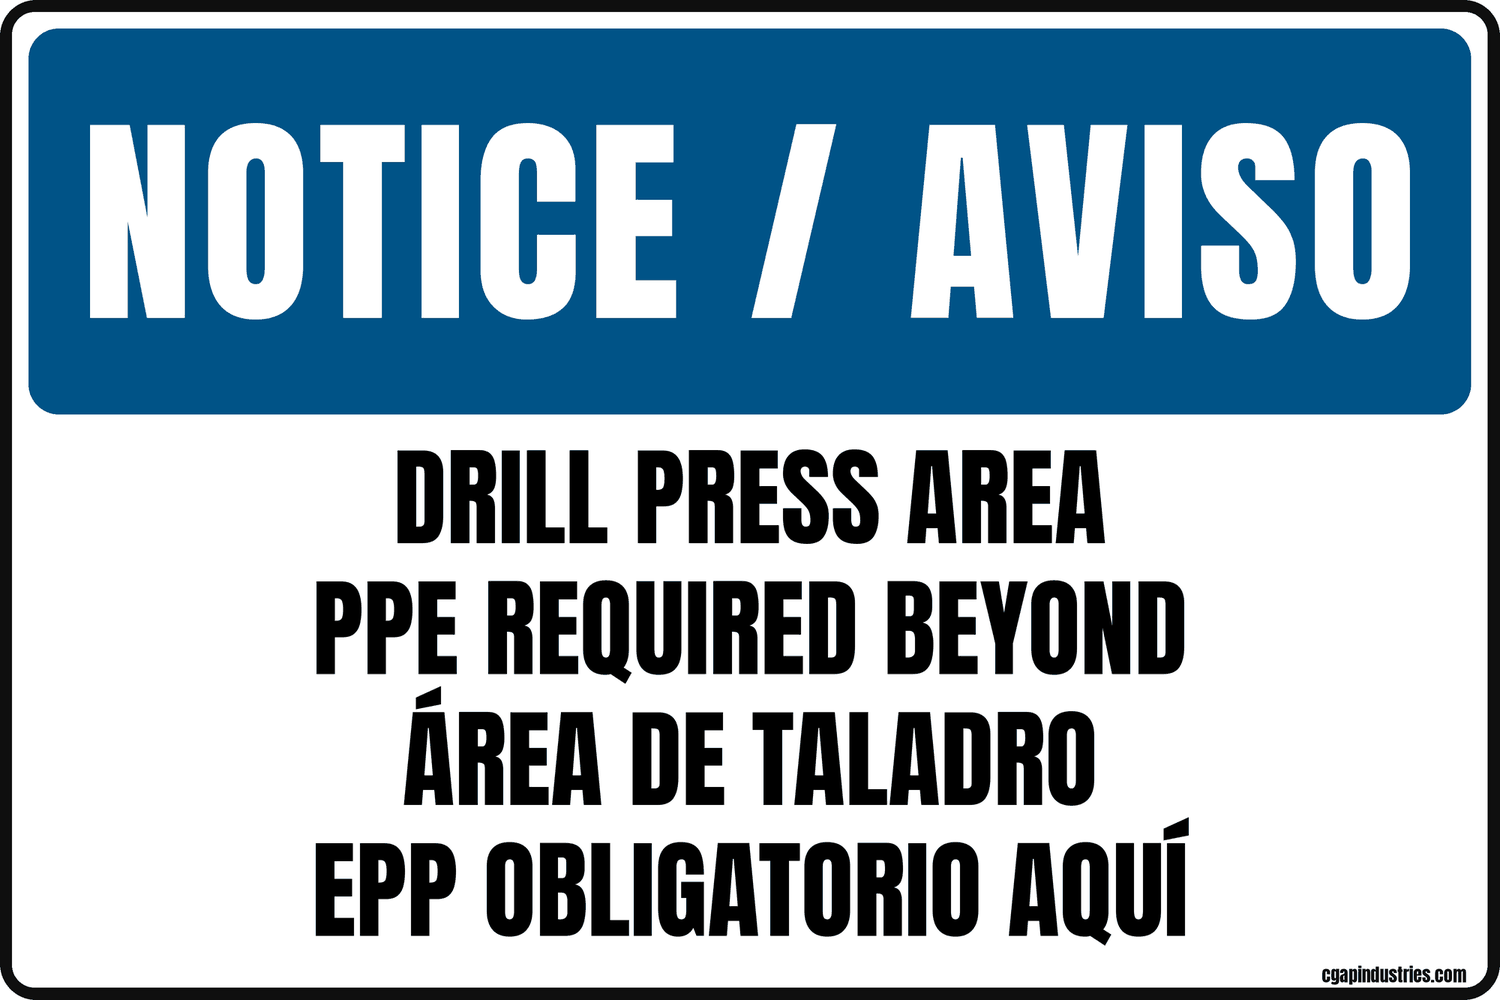 NOTICE / AVISO
DRILL PRESS AREA
PPE REQUIRED BEYOND
ÁREA DE TALADRO
EPP OBLIGATORIO AQUÍ
cgapindustries.com